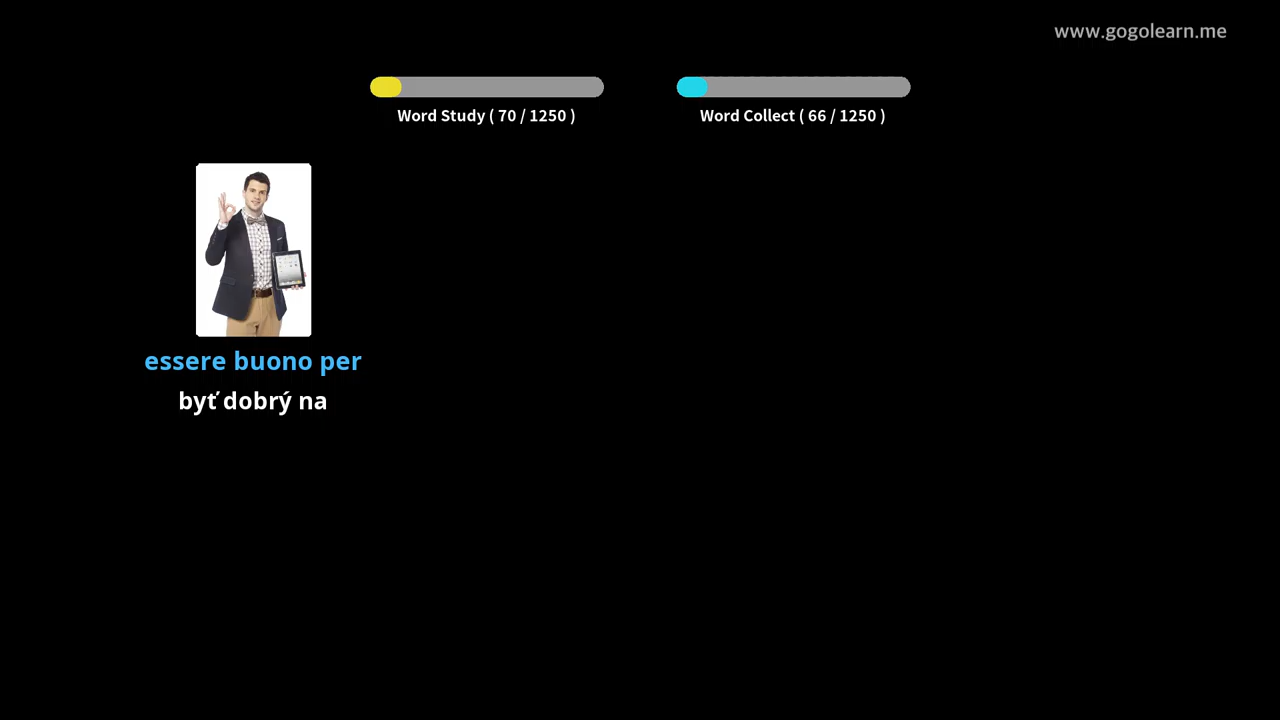 www.gogolearn.me
Word Study ( 70 / 1250 )
Word Collect ( 66 / 1250 )
essere buono per
byť dobrý na